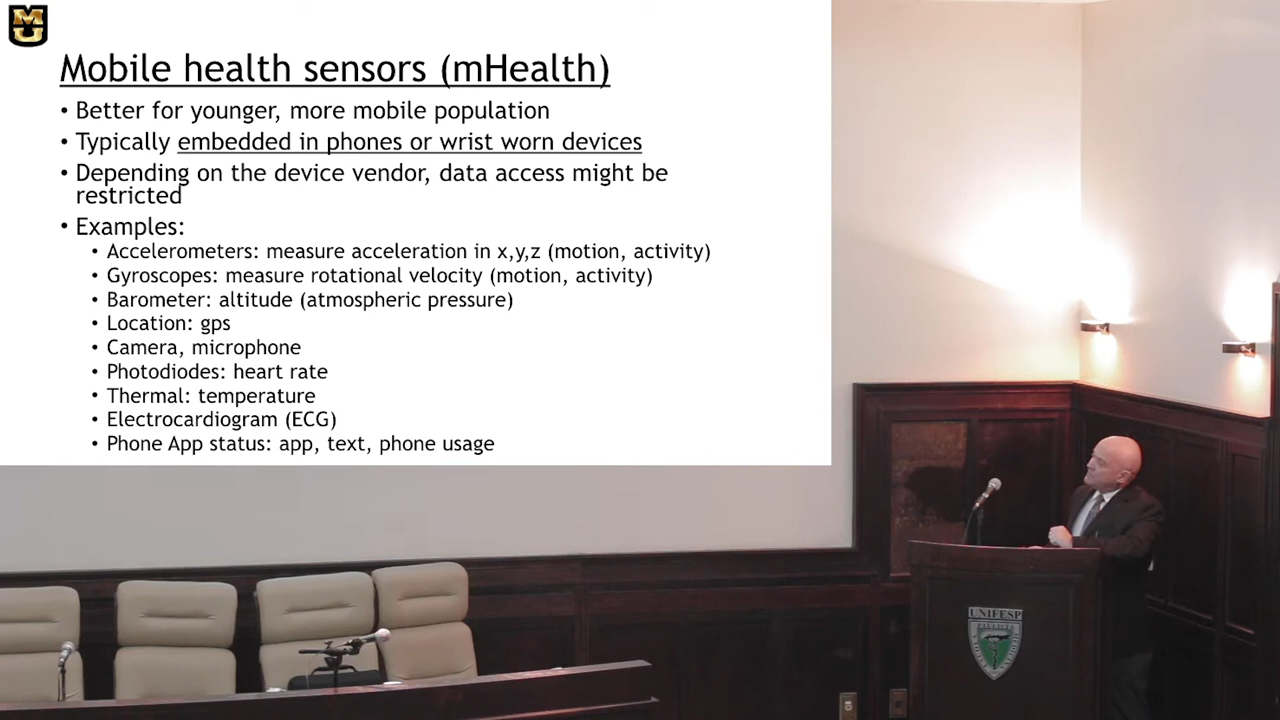 MU
Mobile health sensors (mHealth)
• Better for younger, more mobile population
• Typically embedded in phones or wrist worn devices
• Depending on the device vendor, data access might be
restricted
• Examples:
• Accelerometers: measure acceleration in x,y,z (motion, activity)
• Gyroscopes: measure rotational velocity (motion, activity)
• Barometer: altitude (atmospheric pressure)
• Location: gps
• Camera, microphone
• Photodiodes: heart rate
• Thermal: temperature
• Electrocardiogram (ECG)
• Phone App status: app, text, phone usage
UNIFESP